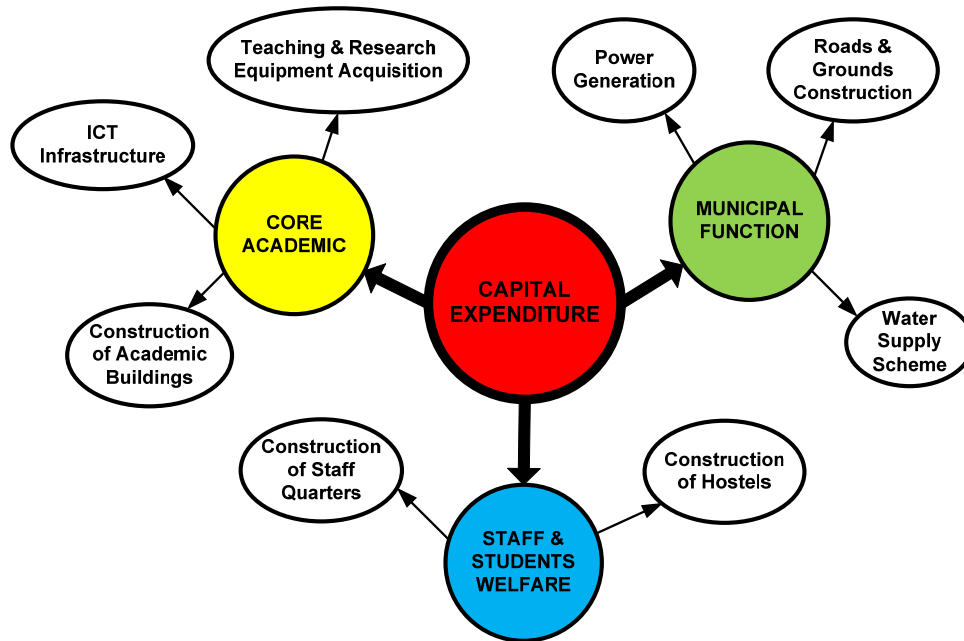 Teaching & Research
Equipment Acquisition
Power
Generation
Roads &
Grounds
Construction
ICT
Infrastructure
CORE
ACADEMIC
MUNICIPAL
FUNCTION
CAPITAL
EXPENDITURE
Construction
of Academic
Buildings
Water
Supply
Scheme
Construction
of Staff
Quarters
Construction
of Hostels
STAFF &
STUDENTS
WELFARE